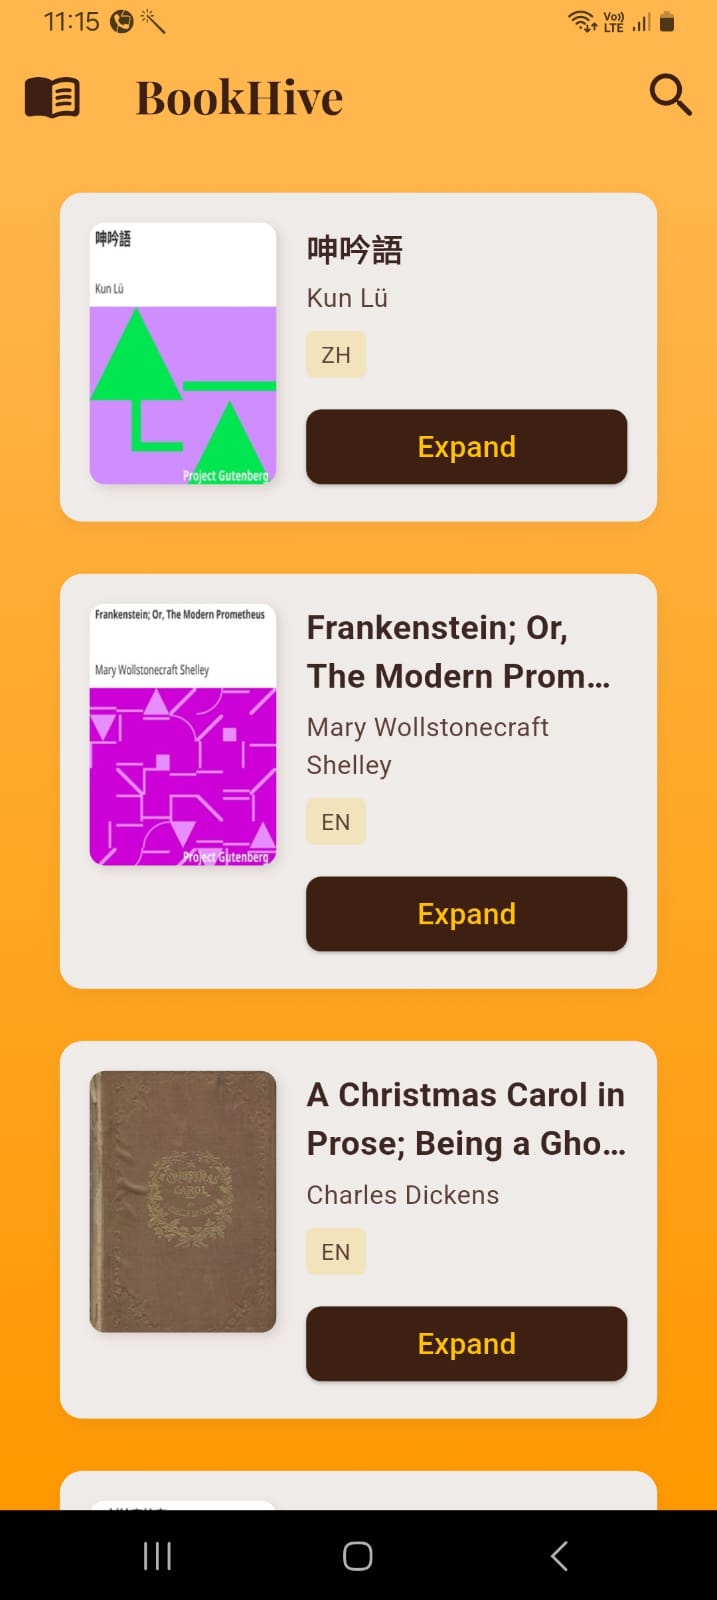 11:15
Vo))
LTE
BookHive
呻吟語
Kun Lü
Project Gutenberg
呻吟語
Kun Lü
ZH
Expand
Frankenstein; Or, The Modern Prometheus
Mary Wollstonecraft Shelley
Project Gutenberg
Frankenstein; Or,
The Modern Prom...
Mary Wollstonecraft
Shelley
EN
Expand
CHRISTMAS
CAROL
A Christmas Carol in
Prose; Being a Gho...
Charles Dickens
EN
Expand